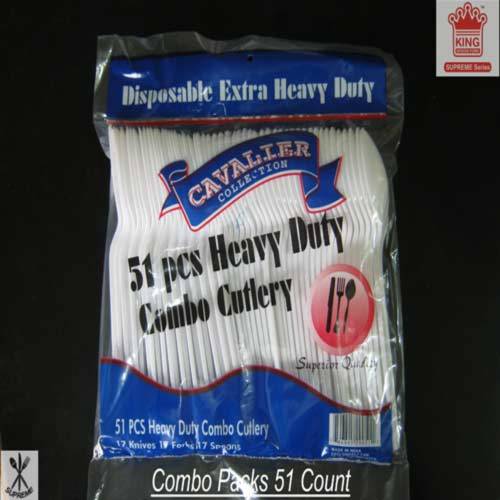 KING
SUPREME Series
Disposable Extra Heavy Duty
CAVALIER
COLLECTION
51 pcs Heavy Duty
Combo Cutlery
Superior Quality
51 PCS Heavy Duty Combo Cutlery
17 Knives 17 Forks 17 Spoons
MADE IN INDIA
Combo Packs 51 Count
SUPREME